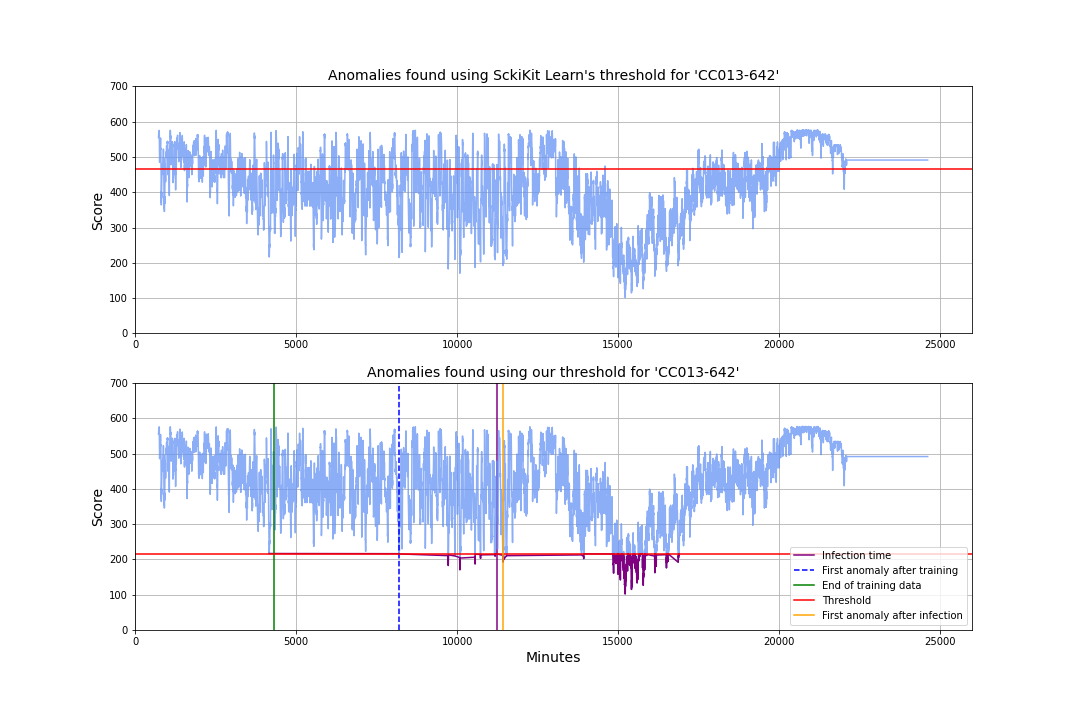 Anomalies found using SckiKit Learn's threshold for 'CC013-642'
700
600
500
400
300
200
100
0
Score
0 5000 10000 15000 20000 25000
Anomalies found using our threshold for 'CC013-642'
700
600
500
400
300
200
100
0
Score
Infection time
First anomaly after training
End of training data
Threshold
First anomaly after infection
0 5000 10000 15000 20000 25000
Minutes